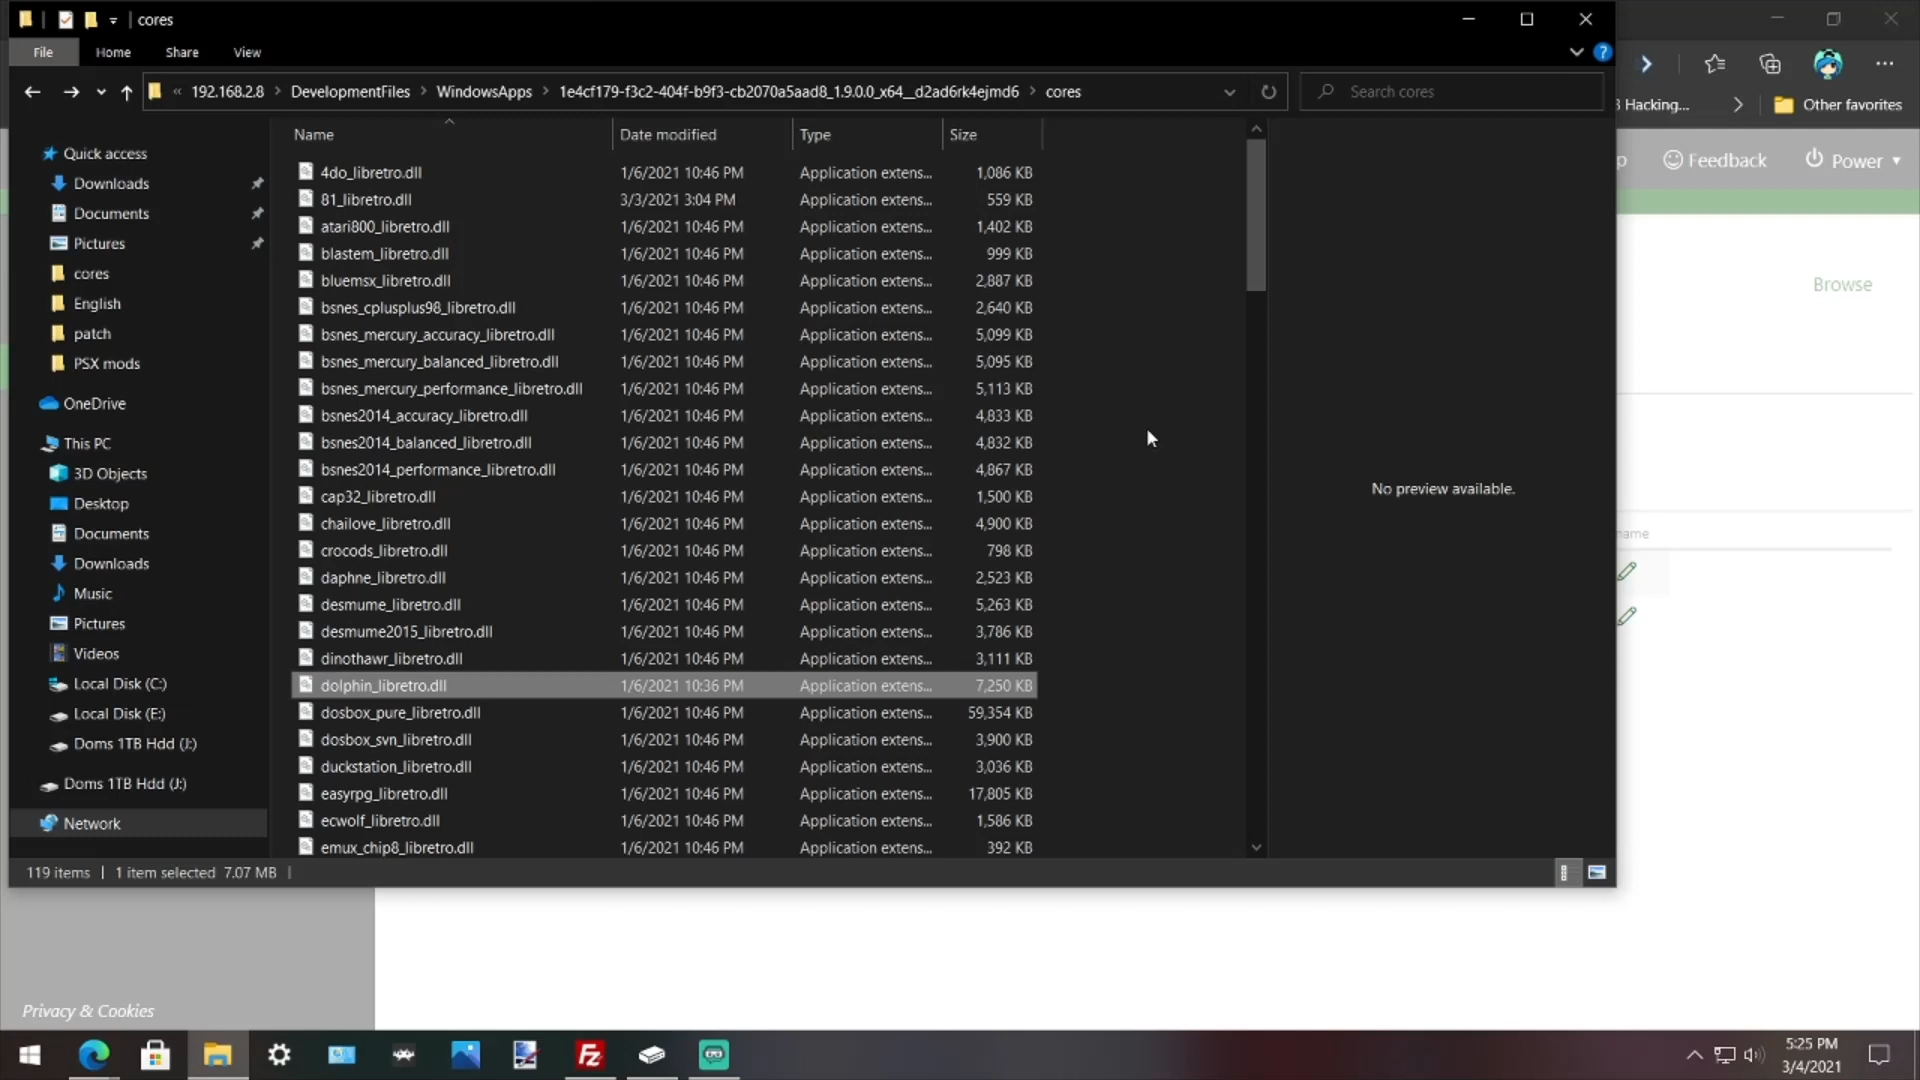 cores
File Home Share View
« 192.168.2.8 DevelopmentFiles WindowsApps 1e4cf179-f3c2-404f-b9f3-cb2070a5aad8_1.9.0.0_x64__d2ad6rk4ejmd6 cores
Search cores
Hacking...
Other favorites
Feedback
Power
Browse
name
Quick access
Downloads
Documents
Pictures
cores
English
patch
PSX mods
OneDrive
This PC
3D Objects
Desktop
Documents
Downloads
Music
Pictures
Videos
Local Disk (C:)
Local Disk (E:)
Doms 1TB Hdd (J:)
Doms 1TB Hdd (J:)
Network
Name Date modified Type Size
4do_libretro.dll 1/6/2021 10:46 PM Application extens... 1,086 KB
81_libretro.dll 3/3/2021 3:04 PM Application extens... 559 KB
atari800_libretro.dll 1/6/2021 10:46 PM Application extens... 1,402 KB
blastem_libretro.dll 1/6/2021 10:46 PM Application extens... 999 KB
bluemsx_libretro.dll 1/6/2021 10:46 PM Application extens... 2,887 KB
bsnes_cplusplus98_libretro.dll 1/6/2021 10:46 PM Application extens... 2,640 KB
bsnes_mercury_accuracy_libretro.dll 1/6/2021 10:46 PM Application extens... 5,099 KB
bsnes_mercury_balanced_libretro.dll 1/6/2021 10:46 PM Application extens... 5,095 KB
bsnes_mercury_performance_libretro.dll 1/6/2021 10:46 PM Application extens... 5,113 KB
bsnes2014_accuracy_libretro.dll 1/6/2021 10:46 PM Application extens... 4,833 KB
bsnes2014_balanced_libretro.dll 1/6/2021 10:46 PM Application extens... 4,832 KB
bsnes2014_performance_libretro.dll 1/6/2021 10:46 PM Application extens... 4,867 KB
cap32_libretro.dll 1/6/2021 10:46 PM Application extens... 1,500 KB
chailove_libretro.dll 1/6/2021 10:46 PM Application extens... 4,900 KB
crocods_libretro.dll 1/6/2021 10:46 PM Application extens... 798 KB
daphne_libretro.dll 1/6/2021 10:46 PM Application extens... 2,523 KB
desmume_libretro.dll 1/6/2021 10:46 PM Application extens... 5,263 KB
desmume2015_libretro.dll 1/6/2021 10:46 PM Application extens... 3,786 KB
dinothawr_libretro.dll 1/6/2021 10:46 PM Application extens... 3,111 KB
dolphin_libretro.dll 1/6/2021 10:36 PM Application extens... 7,250 KB
dosbox_pure_libretro.dll 1/6/2021 10:46 PM Application extens... 59,354 KB
dosbox_svn_libretro.dll 1/6/2021 10:46 PM Application extens... 3,900 KB
duckstation_libretro.dll 1/6/2021 10:46 PM Application extens... 3,036 KB
easyrpg_libretro.dll 1/6/2021 10:46 PM Application extens... 17,805 KB
ecwolf_libretro.dll 1/6/2021 10:46 PM Application extens... 1,586 KB
emux_chip8_libretro.dll 1/6/2021 10:46 PM Application extens... 392 KB
No preview available.
119 items 1 item selected 7.07 MB
Privacy & Cookies
5:25 PM
3/4/2021